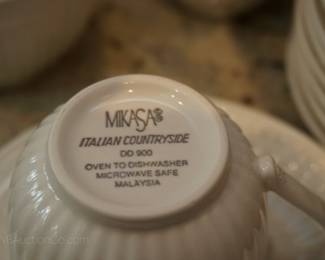 MIKASA
ITALIAN COUNTRYSIDE
DD 900
OVEN TO DISHWASHER
MICROWAVE SAFE
MALAYSIA